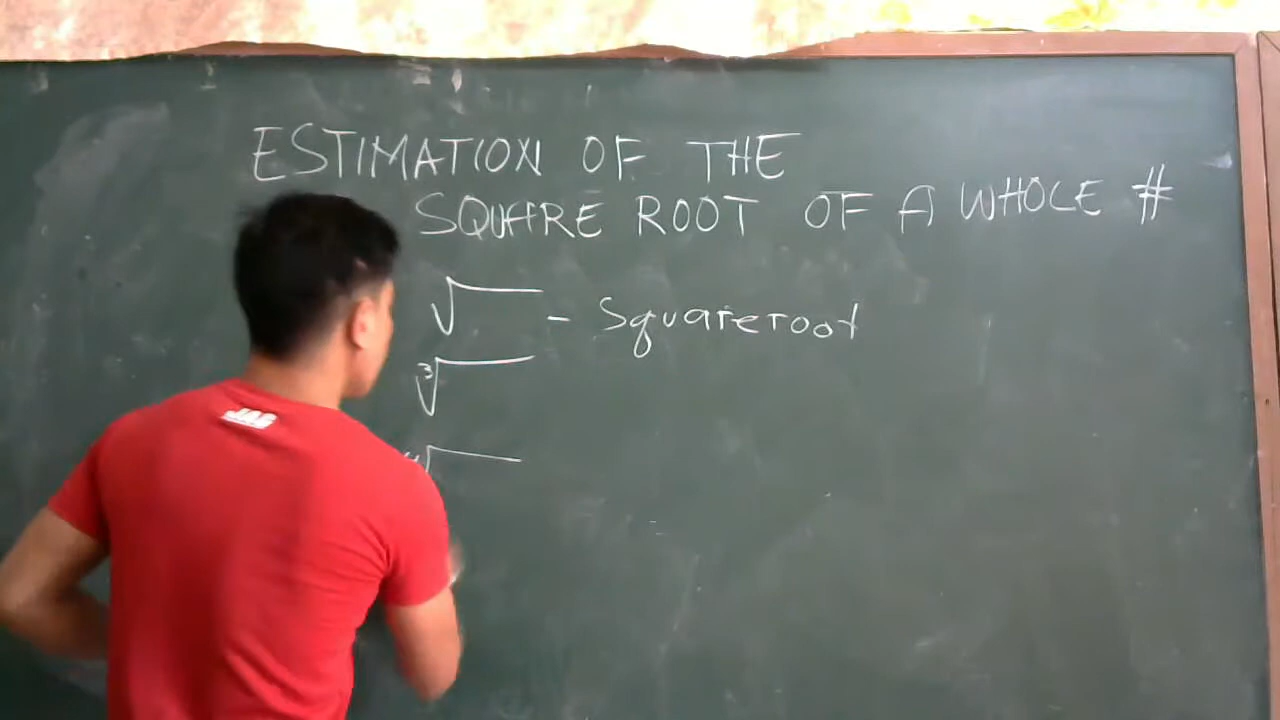 ESTIMATION OF THE
SQUARE ROOT OF A WHOLE #
√ - Squareroot
∛
∜